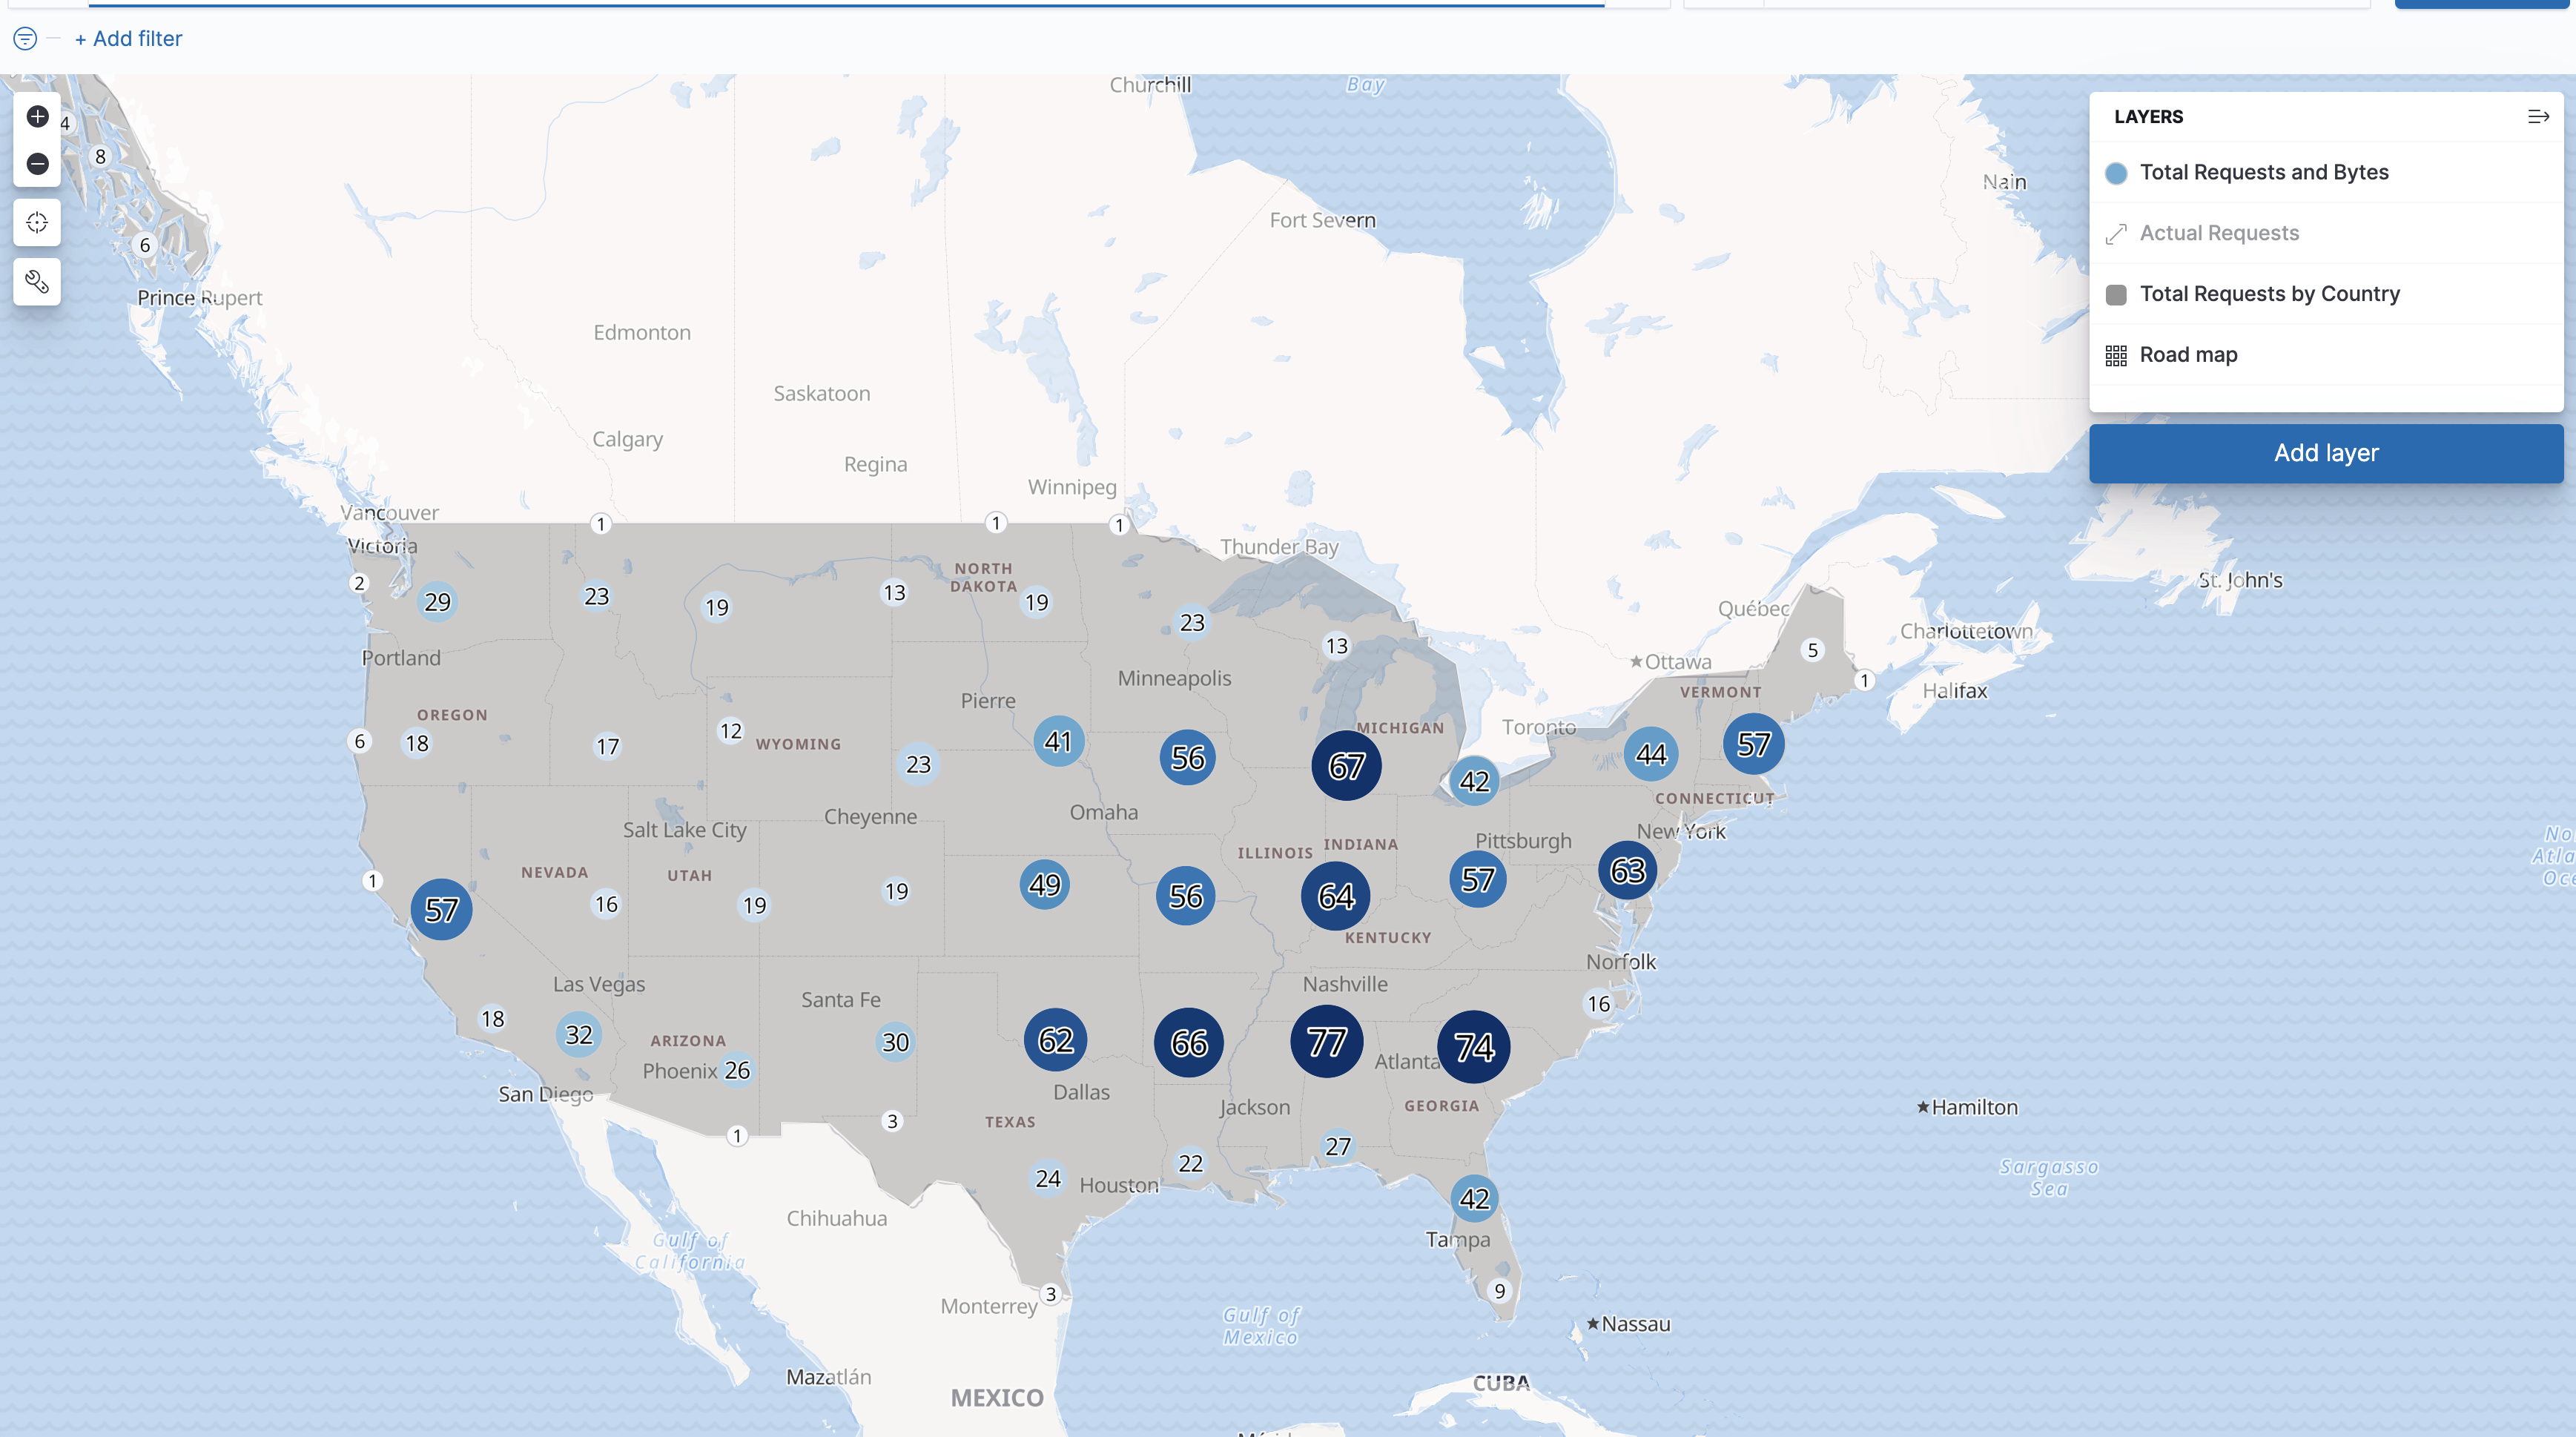 + Add filter
Churchill
Bay
LAYERS
4
8
Total Requests and Bytes
Nain
Fort Severn
Actual Requests
6
Total Requests by Country
Prince Rupert
Edmonton
Road map
Saskatoon
Calgary
Add layer
Regina
Winnipeg
Vancouver
1
1
1
Victoria
Thunder Bay
NORTH
DAKOTA
2
St. John's
29
23
19
13
19
23
Québec
Charlottetown
13
5
Portland
Ottawa
Minneapolis
1
VERMONT
Halifax
Pierre
OREGON
MICHIGAN
Toronto
6
18
17
12
WYOMING
41
56
44
57
23
67
42
CONNECTICUT
Salt Lake City
Cheyenne
Omaha
New York
Pittsburgh
No
Atla
Oce
ILLINOIS
INDIANA
NEVADA
UTAH
1
57
16
19
19
49
56
64
57
63
KENTUCKY
Norfolk
Las Vegas
Santa Fe
Nashville
16
18
32
ARIZONA
30
62
66
77
74
Phoenix
26
Atlanta
San Diego
Dallas
Jackson
GEORGIA
Hamilton
1
3
TEXAS
27
22
24
Houston
Sargasso
Sea
42
Chihuahua
Gulf of
California
Tampa
9
3
Monterrey
Gulf of
Mexico
Nassau
Mazatlán
MEXICO
CUBA